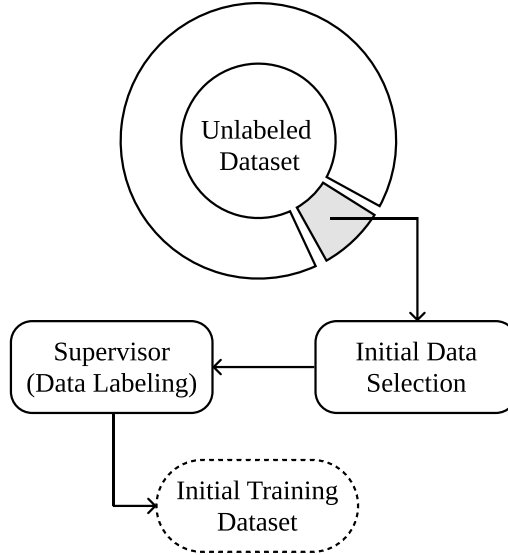 Unlabeled
Dataset
Supervisor
(Data Labeling)
Initial Data
Selection
Initial Training
Dataset